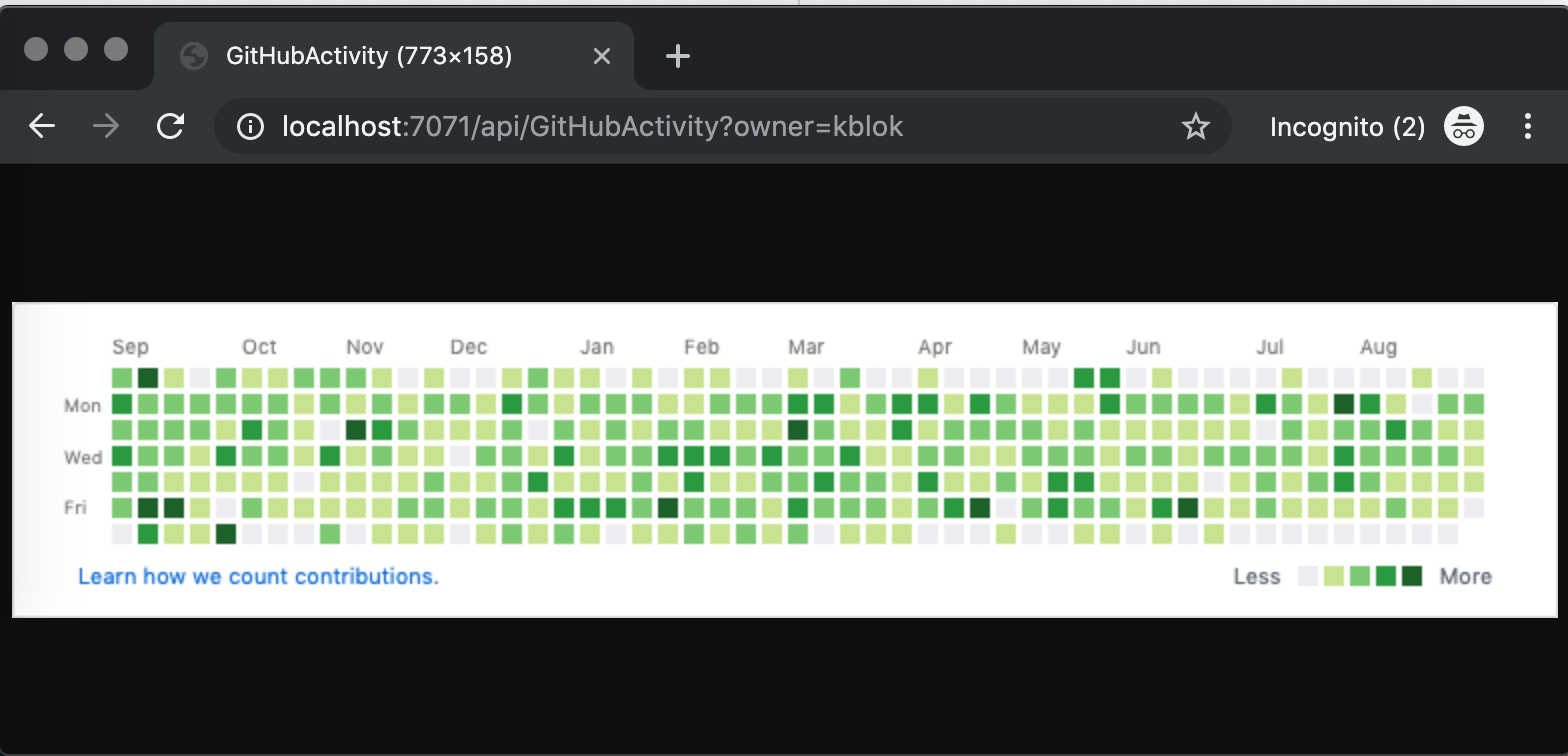 GitHubActivity (773×158)
localhost:7071/api/GitHubActivity?owner=kblok
Incognito (2)
Sep Oct Nov Dec Jan Feb Mar Apr May Jun Jul Aug
Mon
Wed
Fri
Learn how we count contributions.
Less More